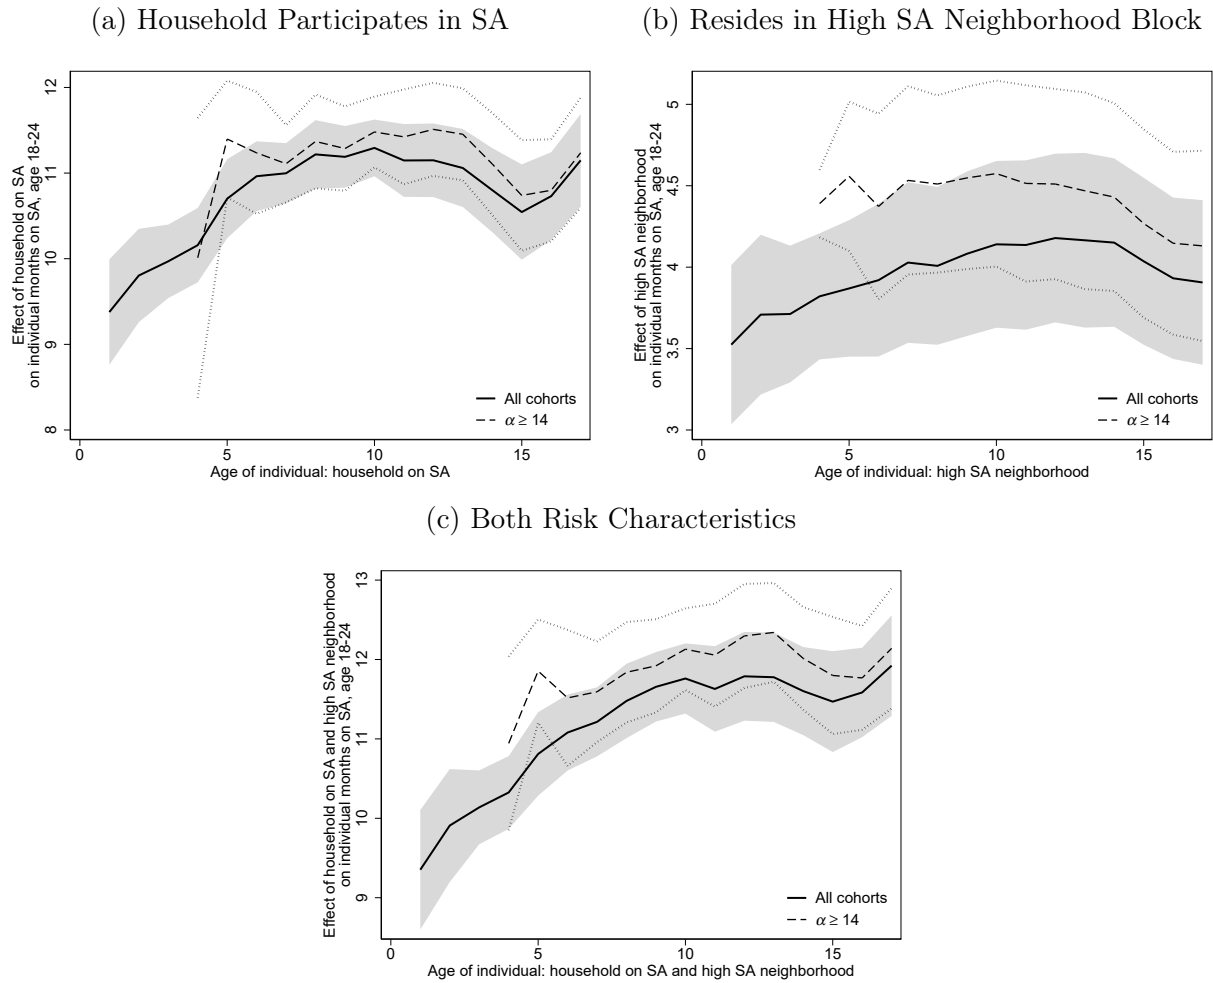 (a) Household Participates in SA
Effect of household on SA
on individual months on SA, age 18-24
12
11
10
9
8
All cohorts
α ≥ 14
0 5 10 15
Age of individual: household on SA
(b) Resides in High SA Neighborhood Block
Effect of high SA neighborhood
on individual months on SA, age 18-24
5
4.5
4
3.5
3
All cohorts
α ≥ 14
0 5 10 15
Age of individual: high SA neighborhood
(c) Both Risk Characteristics
Effect of household on SA and high SA neighborhood
on individual months on SA, age 18-24
13
12
11
10
9
All cohorts
α ≥ 14
0 5 10 15
Age of individual: household on SA and high SA neighborhood